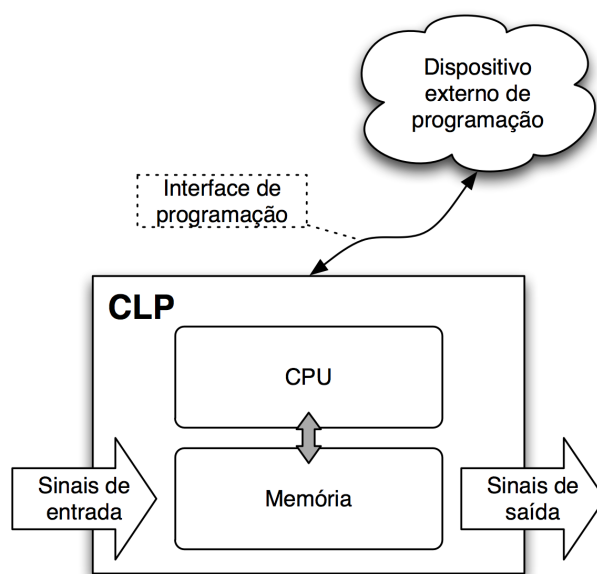 Dispositivo
externo de
programação
Interface de
programação
CLP
CPU
Memória
Sinais de
entrada
Sinais de
saída